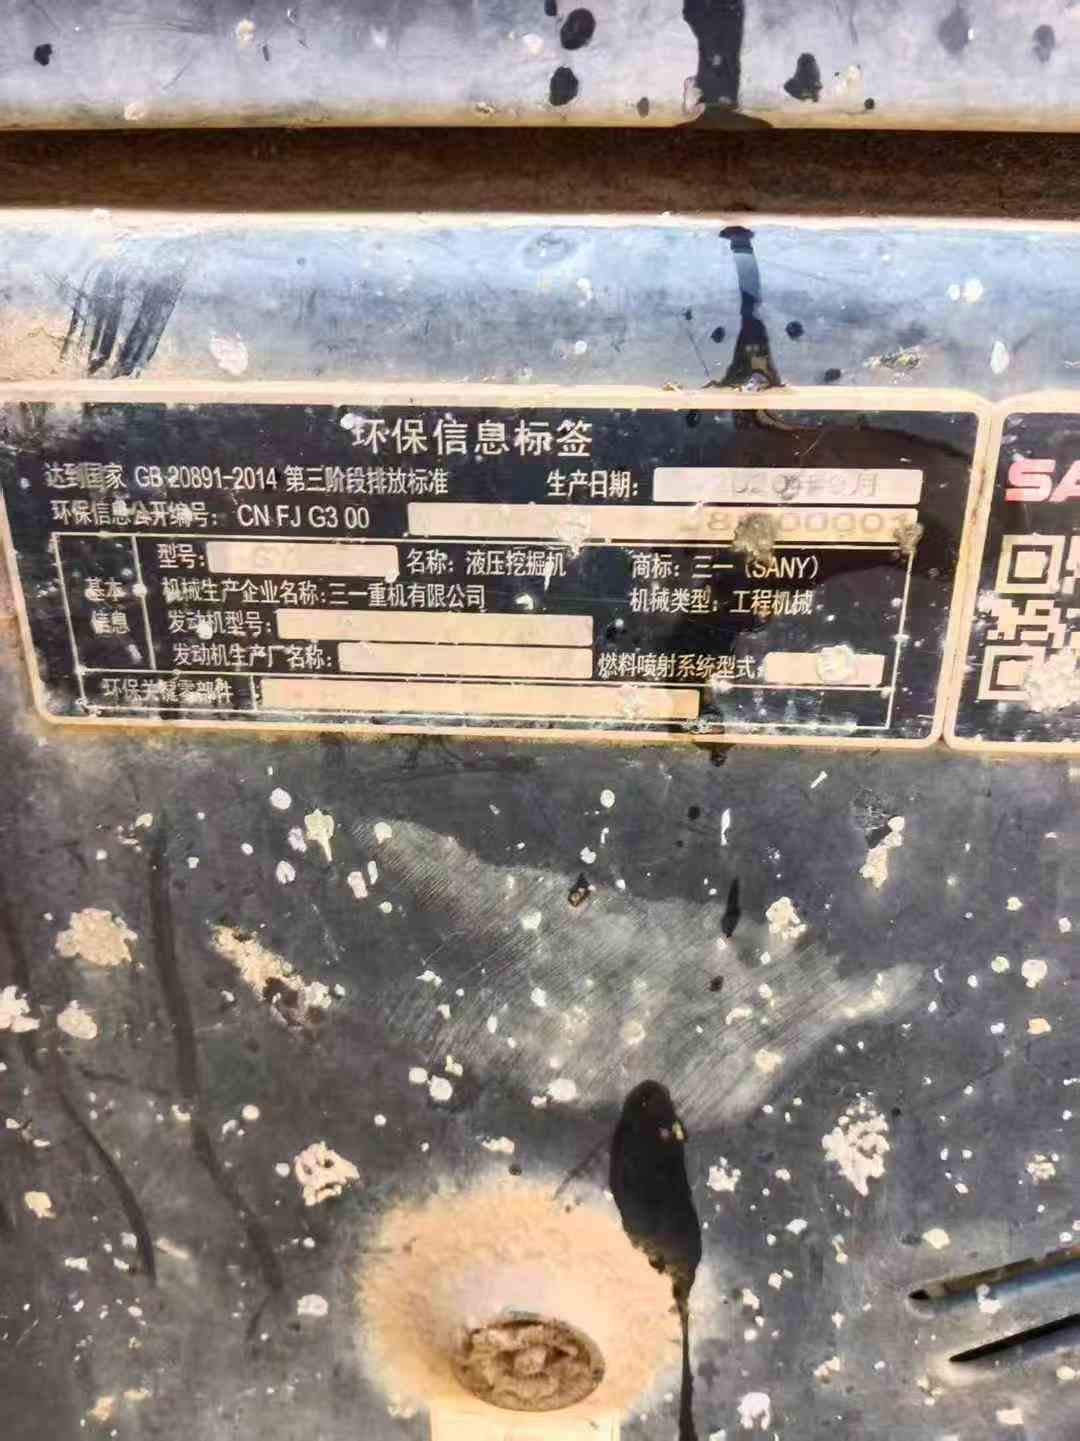 环保信息标签
达到国家 GB 20891-2014 第三阶段排放标准 生产日期: 月
环保信息公开编号: CN FJ G3 00
型号: 名称: 液压挖掘机 商标: 三一 (SANY)
基本 机械生产企业名称:三一重机有限公司 机械类型: 工程机械
信息 发动机型号:
发动机生产厂名称: 燃料喷射系统型式:
环保关 零部件
SA